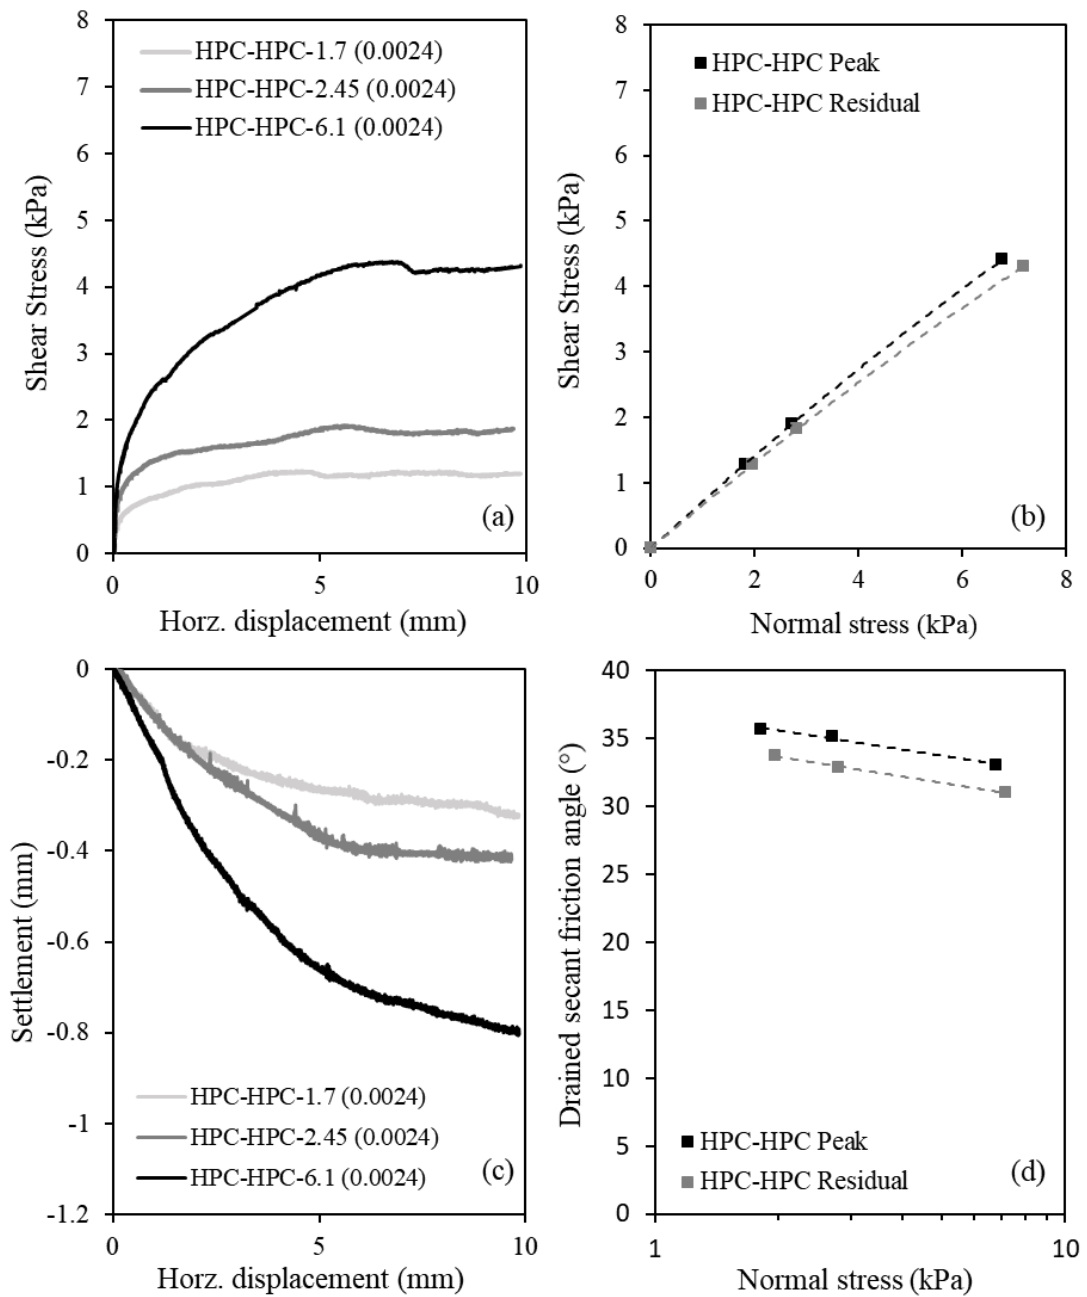 8
7
6
5
4
3
2
1
0
Shear Stress (kPa)
HPC-HPC-1.7 (0.0024)
HPC-HPC-2.45 (0.0024)
HPC-HPC-6.1 (0.0024)
(a)
0
5
10
Horz. displacement (mm)
8
7
6
5
4
3
2
1
0
Shear Stress (kPa)
HPC-HPC Peak
HPC-HPC Residual
(b)
0
2
4
6
8
Normal stress (kPa)
0
-0.2
-0.4
-0.6
-0.8
-1
-1.2
Settlement (mm)
HPC-HPC-1.7 (0.0024)
HPC-HPC-2.45 (0.0024)
HPC-HPC-6.1 (0.0024)
(c)
0
5
10
Horz. displacement (mm)
40
35
30
25
20
15
10
5
0
Drained secant friction angle (°)
HPC-HPC Peak
HPC-HPC Residual
(d)
1
10
Normal stress (kPa)